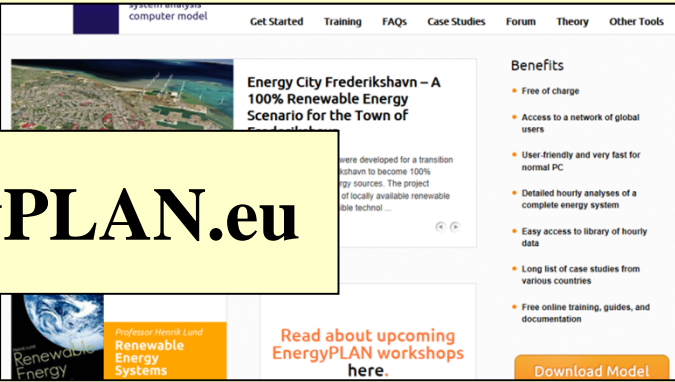 system analysis
computer model
Get Started Training FAQs Case Studies Forum Theory Other Tools
Energy City Frederikshavn – A
100% Renewable Energy
Scenario for the Town of
Frederikshavn
were developed for a transition
kshavn to become 100%
rgy sources. The project
of locally available renewable
ible technol ...
yPLAN.eu
Benefits
Free of charge
Access to a network of global
users
User-friendly and very fast for
normal PC
Detailed hourly analyses of a
complete energy system
Easy access to library of hourly
data
Long list of case studies from
various countries
Free online training, guides, and
documentation
Download Model
Henrik Lund
Renewable
Energy
Professor Henrik Lund
Renewable
Energy
Systems
Read about upcoming
EnergyPLAN workshops
here.